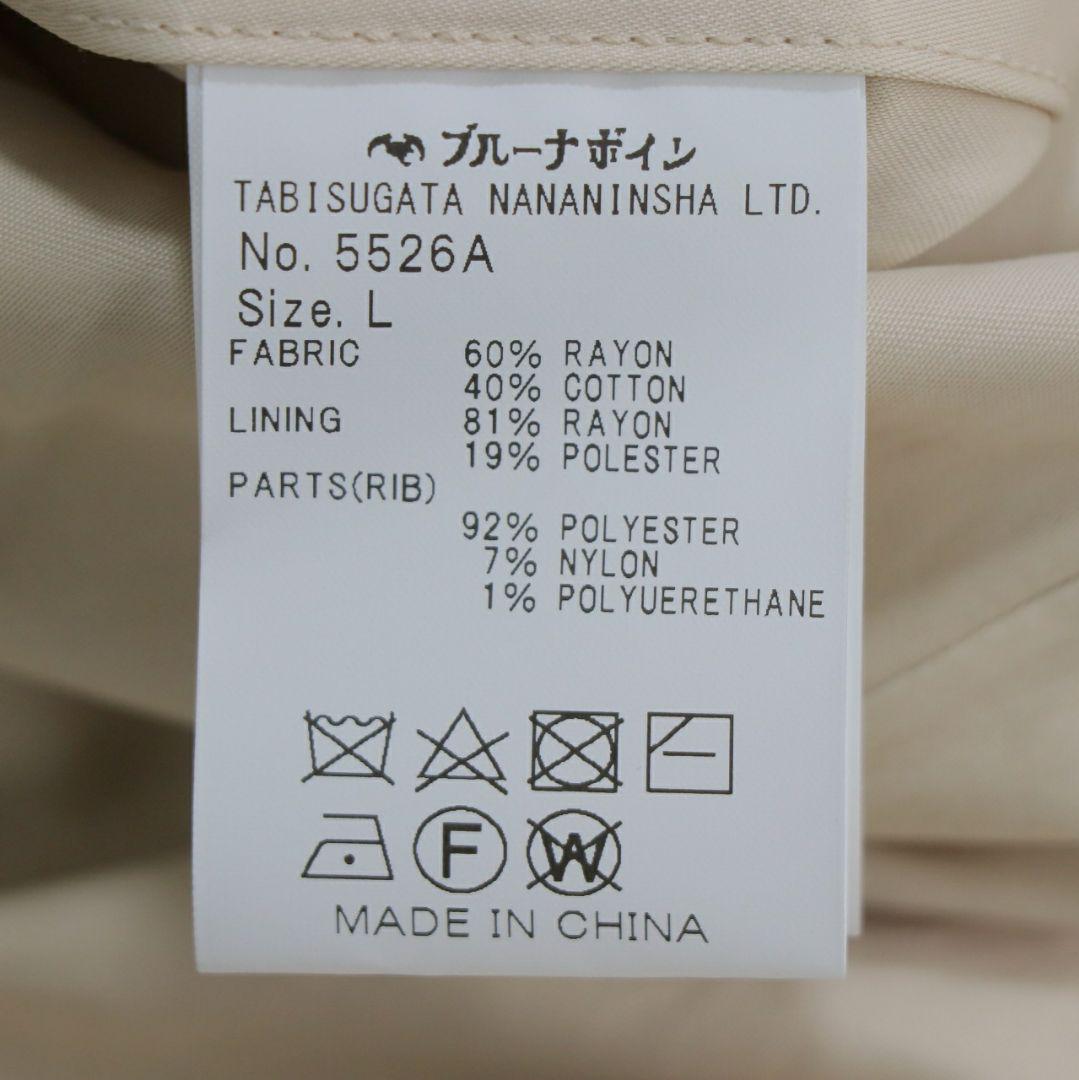 ブルーナボイン
TABISUGATA NANANINSHA LTD.
No. 5526A
Size. L
FABRIC 60% RAYON
40% COTTON
LINING 81% RAYON
19% POLESTER
PARTS(RIB)
92% POLYESTER
7% NYLON
1% POLYUERETHANE
F W
MADE IN CHINA